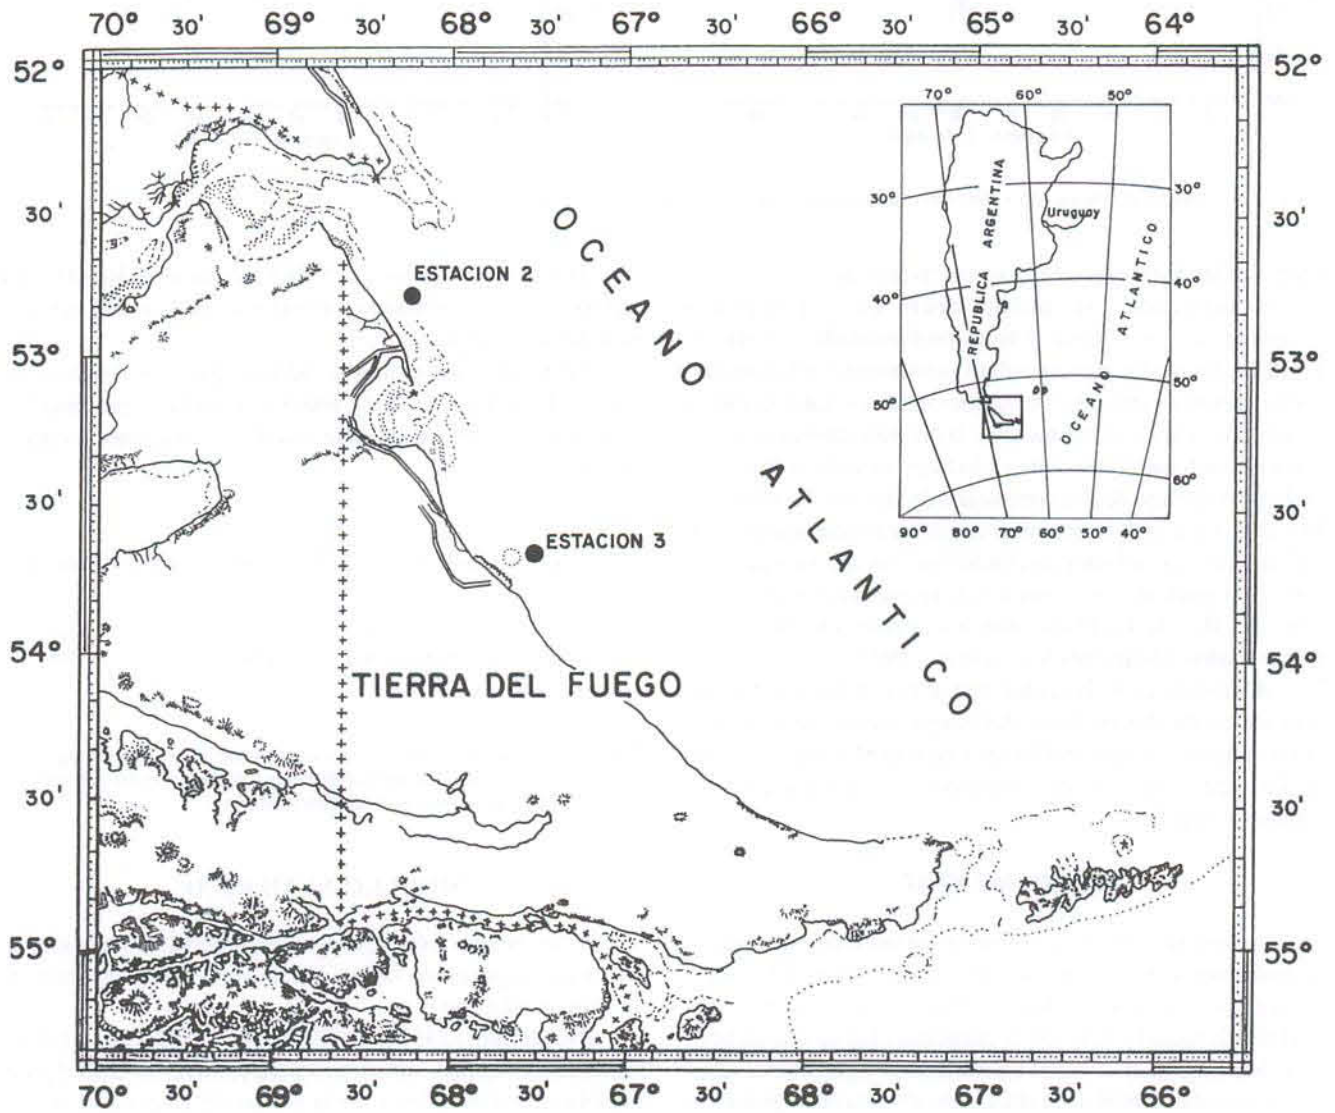 70° 30' 69° 30' 68° 30' 67° 30' 66° 30' 65° 30' 64°
52° 52°
30' 30'
53° 53°
30' 30'
54° 54°
30' 30'
55° 55°
70° 30' 69° 30' 68° 30' 67° 30' 68° 30' 67° 30' 66°
ESTACION 2
ESTACION 3
OCEANO ATLANTICO
TIERRA DEL FUEGO
70° 60° 50°
30° 30°
40° 40°
50° 50°
60°
90° 80° 70° 60° 50° 40°
REPUBLICA ARGENTINA
Uruguay
OCEANO ATLANTICO